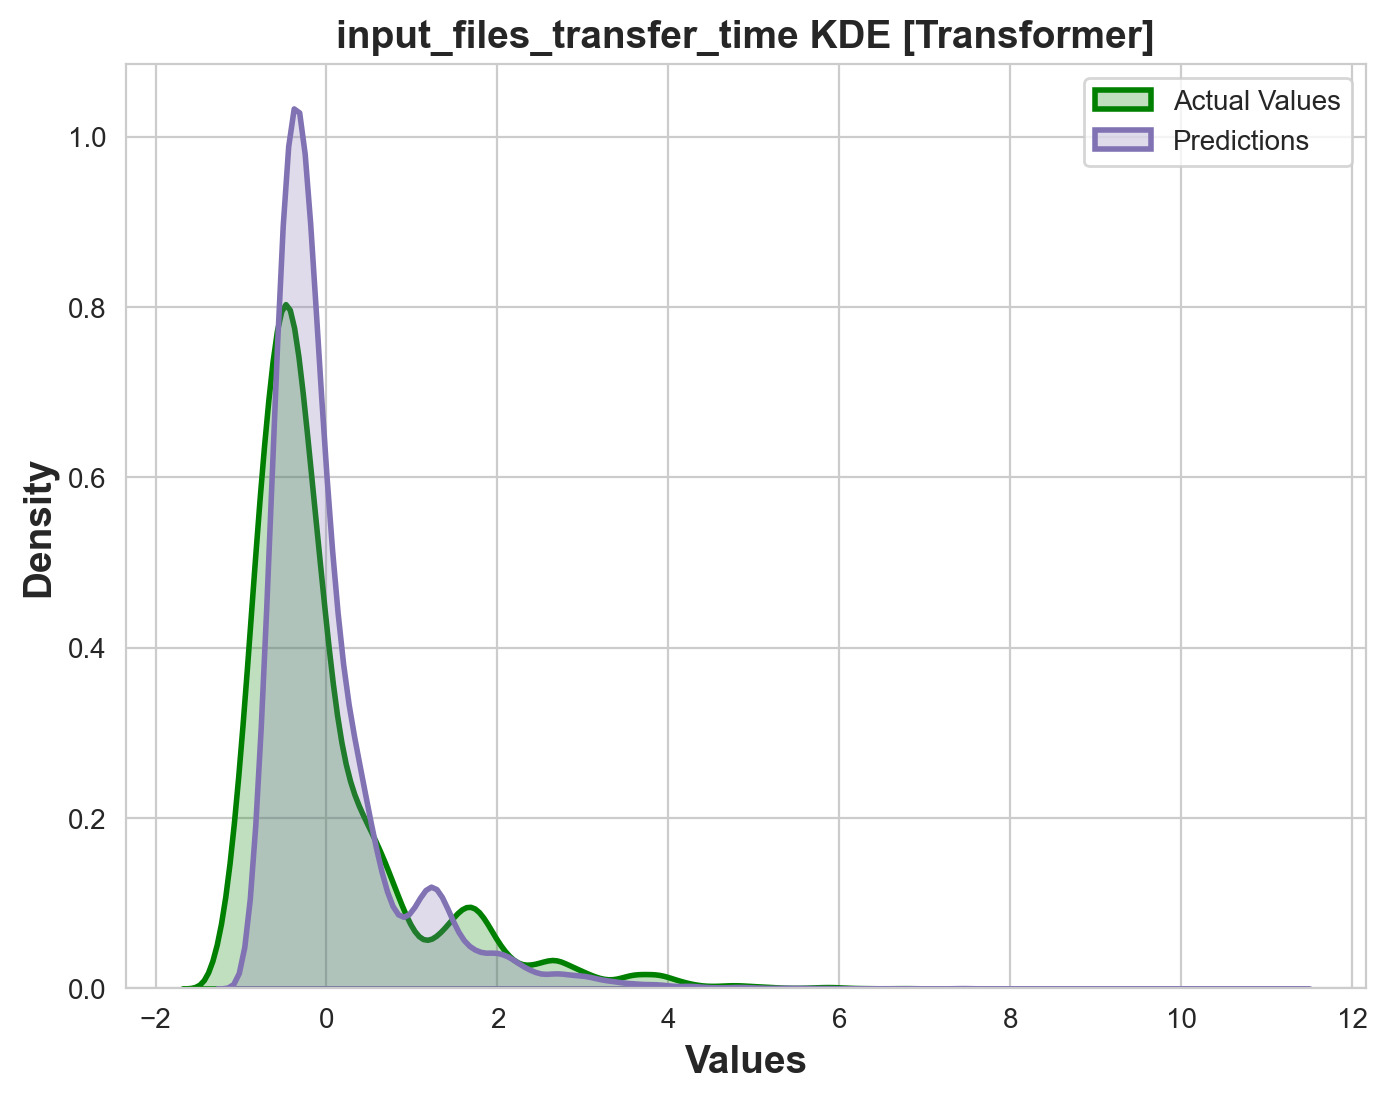 input_files_transfer_time KDE [Transformer]
Actual Values
Predictions
Density
1.0
0.8
0.6
0.4
0.2
0.0
−2 0 2 4 6 8 10 12
Values